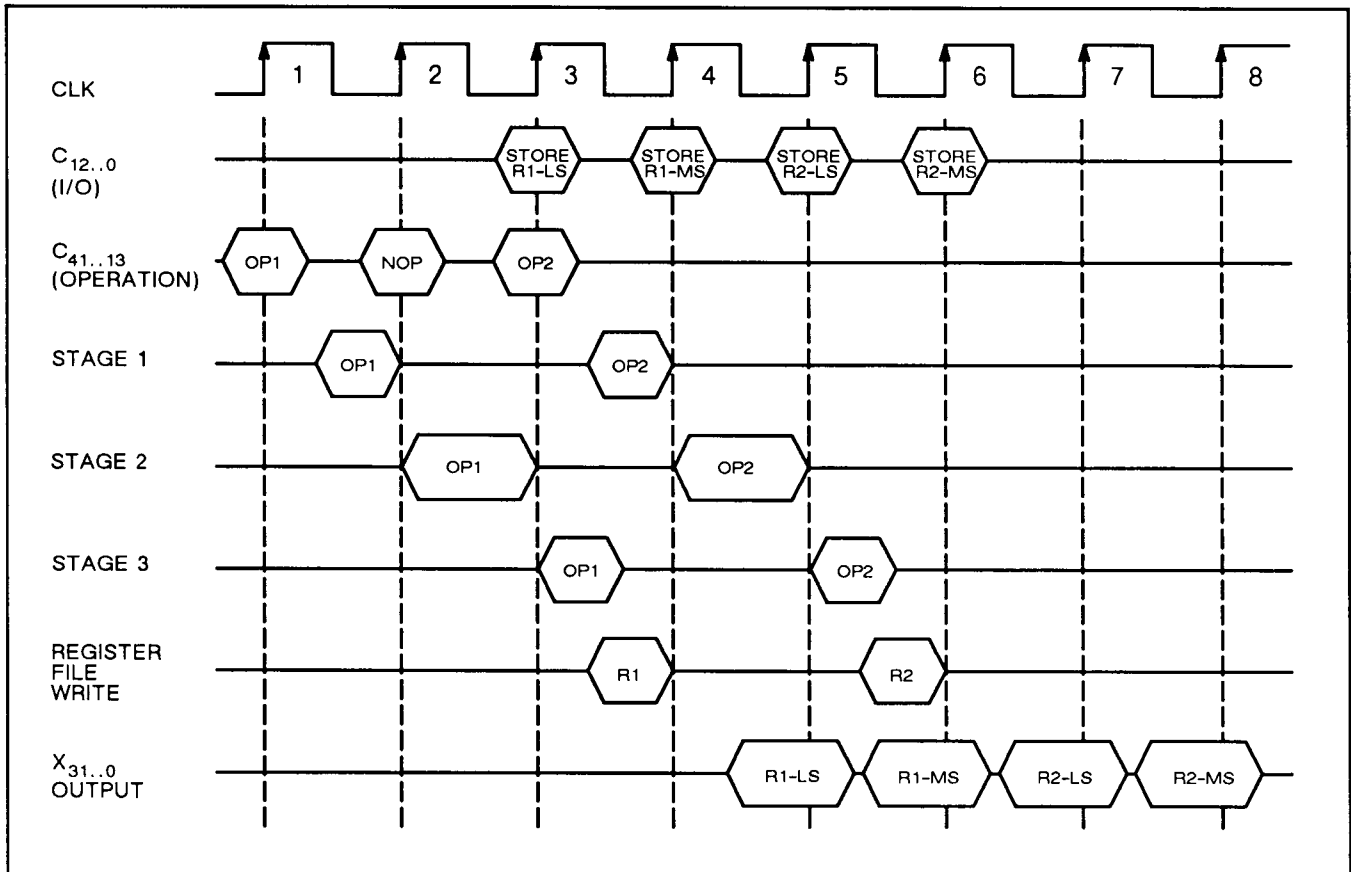 1 2 3 4 5 6 7 8
CLK
C12..0
(I/O)
STORE R1-LS
STORE R1-MS
STORE R2-LS
STORE R2-MS
C41..13
(OPERATION)
OP1 NOP OP2
STAGE 1
OP1 OP2
STAGE 2
OP1 OP2
STAGE 3
OP1 OP2
REGISTER
FILE
WRITE
R1 R2
X31..0
OUTPUT
R1-LS R1-MS R2-LS R2-MS